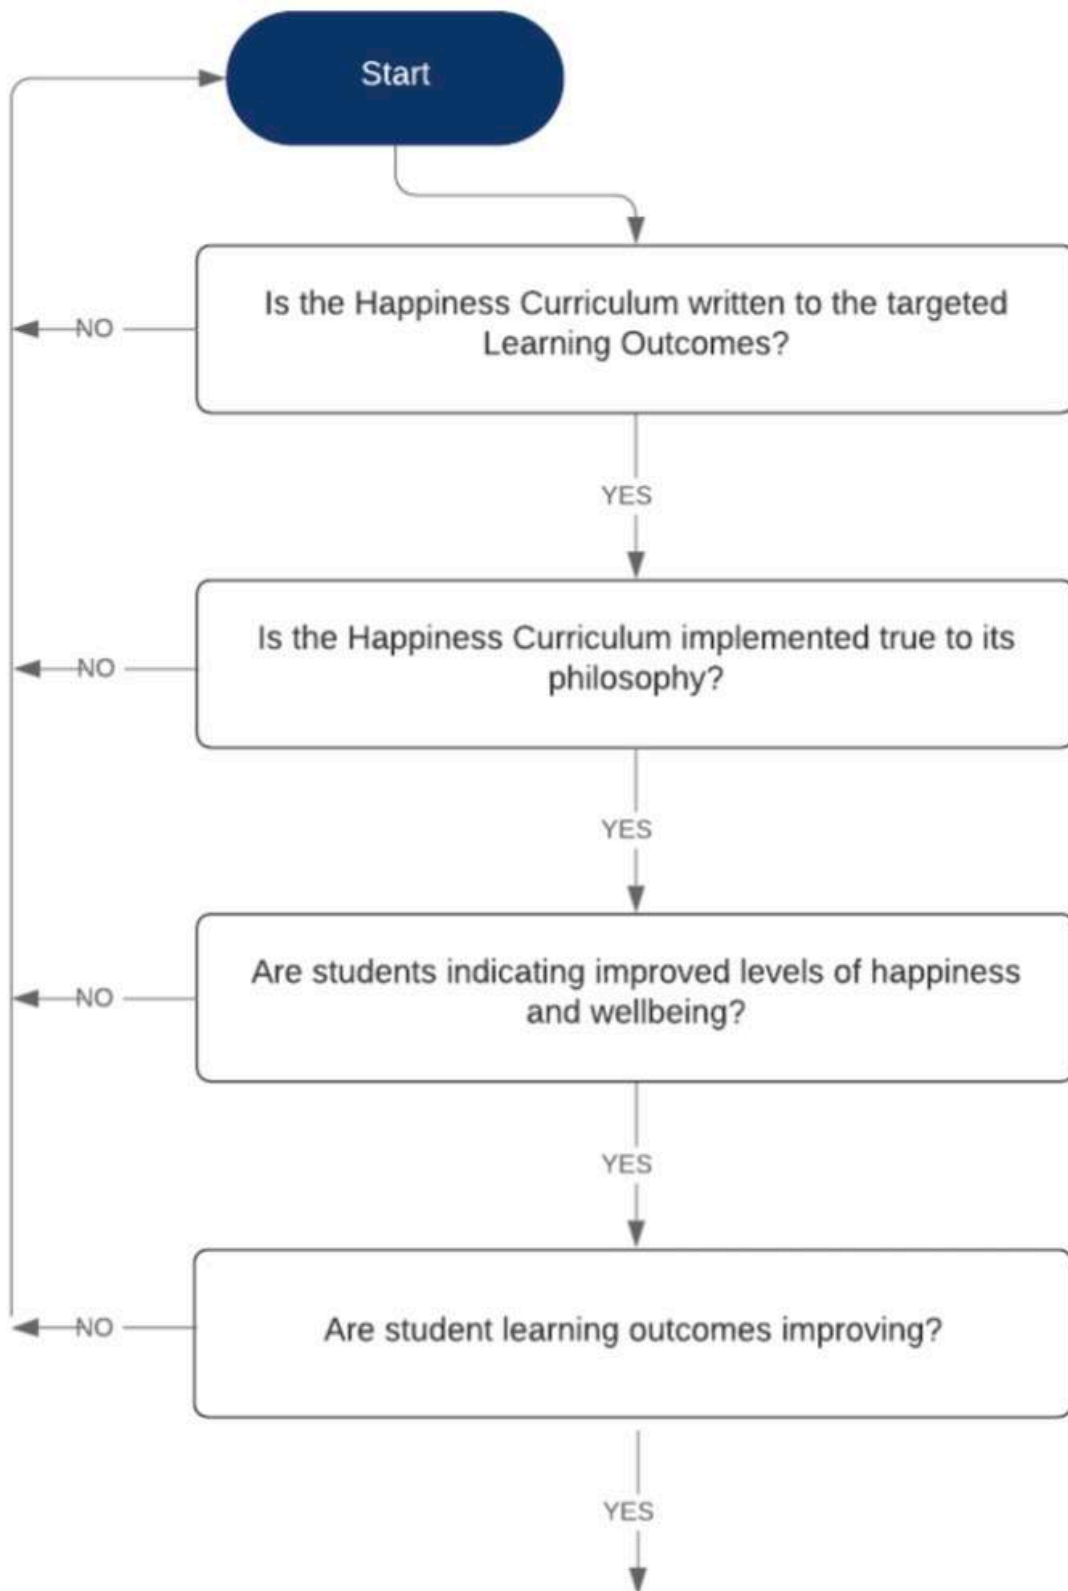 Start
Is the Happiness Curriculum written to the targeted
Learning Outcomes?
NO
YES
Is the Happiness Curriculum implemented true to its
philosophy?
NO
YES
Are students indicating improved levels of happiness
and wellbeing?
NO
YES
Are student learning outcomes improving?
NO
YES